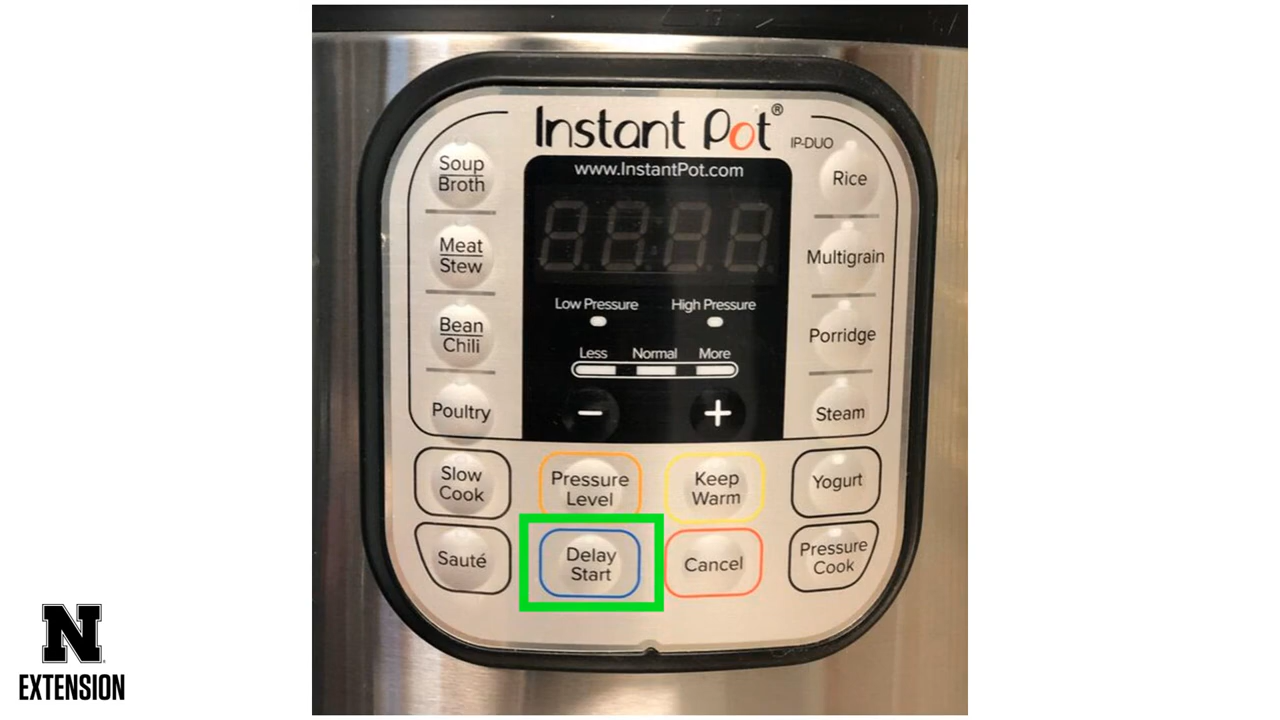 Instant Pot®
IP-DUO
www.InstantPot.com
Soup
Broth
Meat
Stew
Bean
Chili
Poultry
Low Pressure High Pressure
Less Normal More
− +
Rice
Multigrain
Porridge
Steam
Slow
Cook
Pressure
Level
Keep
Warm
Yogurt
Sauté
Delay
Start
Cancel
Pressure
Cook
N
EXTENSION